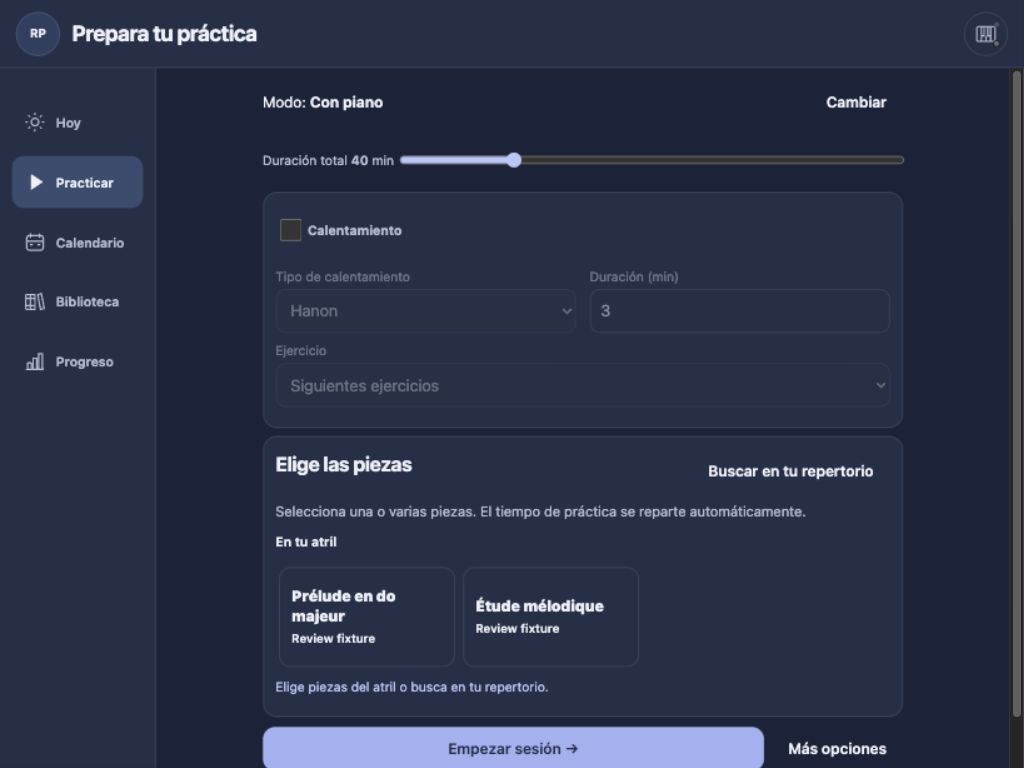 RP
Prepara tu práctica
Hoy
Practicar
Calendario
Biblioteca
Progreso
Modo: Con piano
Cambiar
Duración total 40 min
Calentamiento
Tipo de calentamiento
Duración (min)
Hanon
3
Ejercicio
Siguientes ejercicios
Elige las piezas
Buscar en tu repertorio
Selecciona una o varias piezas. El tiempo de práctica se reparte automáticamente.
En tu atril
Prélude en do
majeur
Review fixture
Étude mélodique
Review fixture
Elige piezas del atril o busca en tu repertorio.
Empezar sesión →
Más opciones